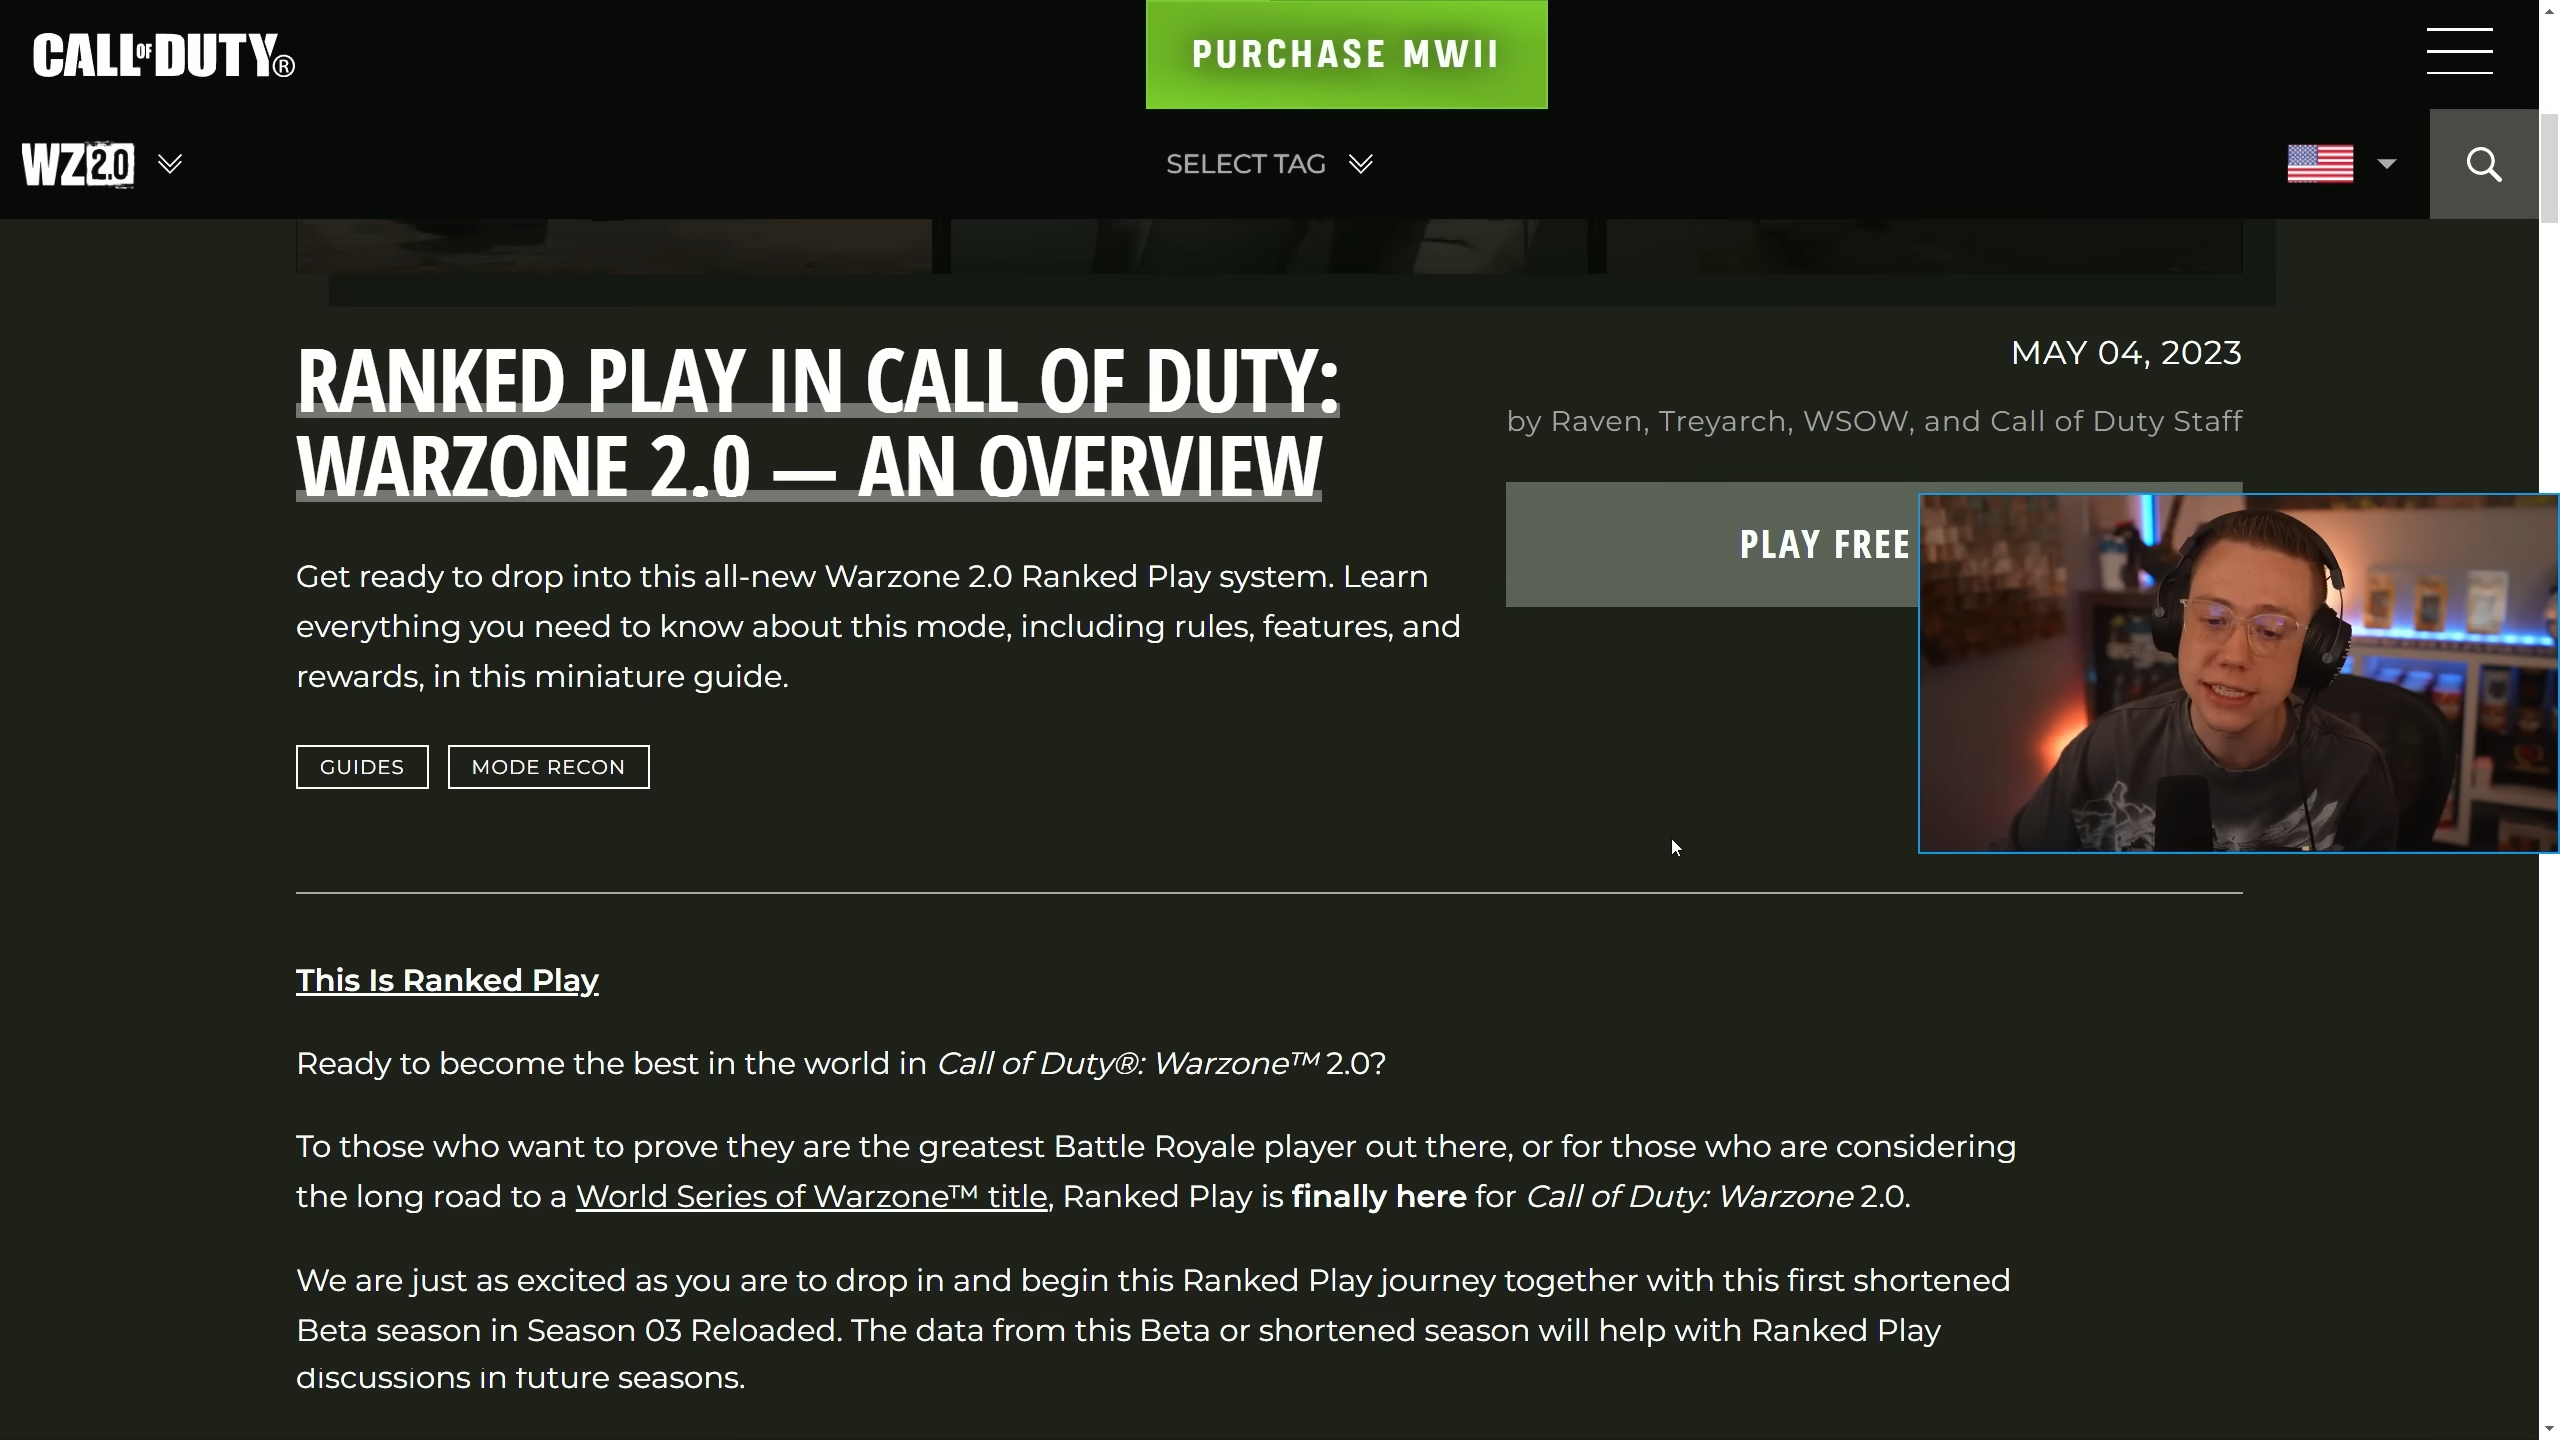 CALL OF DUTY®
PURCHASE MWII
WZ 2.0
SELECT TAG
RANKED PLAY IN CALL OF DUTY:
WARZONE 2.0 — AN OVERVIEW
MAY 04, 2023
by Raven, Treyarch, WSOW, and Call of Duty Staff
PLAY FREE
Get ready to drop into this all-new Warzone 2.0 Ranked Play system. Learn
everything you need to know about this mode, including rules, features, and
rewards, in this miniature guide.
GUIDES
MODE RECON
This Is Ranked Play
Ready to become the best in the world in Call of Duty®: Warzone™ 2.0?
To those who want to prove they are the greatest Battle Royale player out there, or for those who are considering
the long road to a World Series of Warzone™ title, Ranked Play is finally here for Call of Duty: Warzone 2.0.
We are just as excited as you are to drop in and begin this Ranked Play journey together with this first shortened
Beta season in Season 03 Reloaded. The data from this Beta or shortened season will help with Ranked Play
discussions in future seasons.